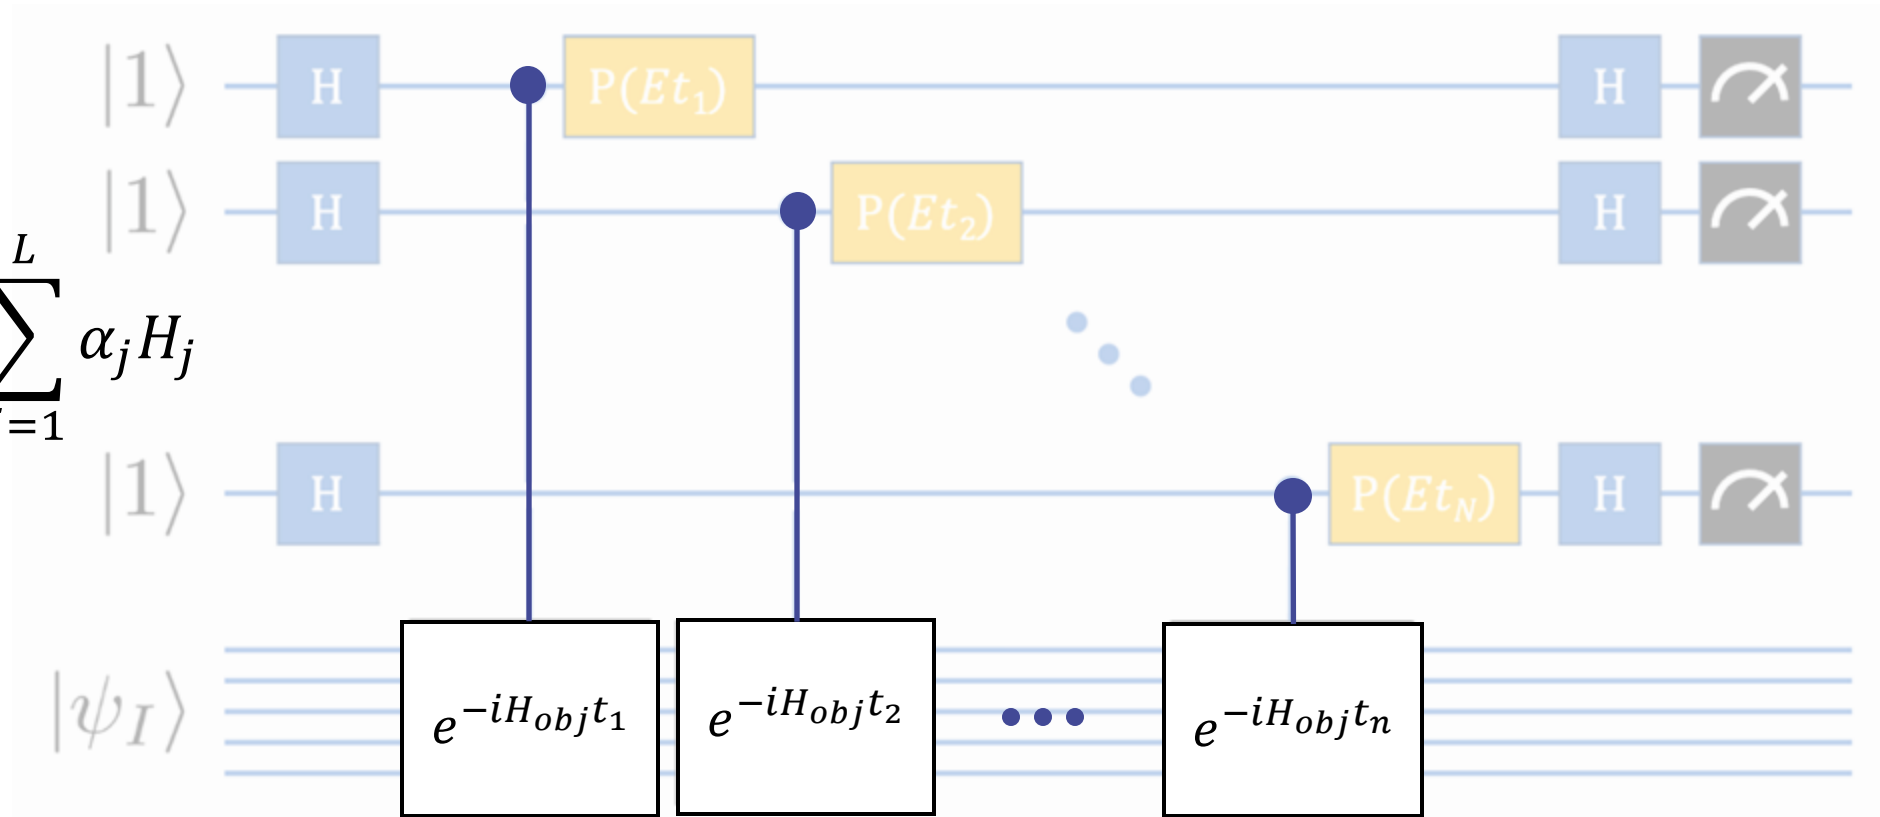 |1⟩ H P(Et₁) H
|1⟩ H P(Et₂) H
L
∑ αⱼHⱼ
=1
|1⟩ H P(Et_N) H
|ψ_I⟩ e^{-iH_{obj}t₁} e^{-iH_{obj}t₂} ••• e^{-iH_{obj}t_n}